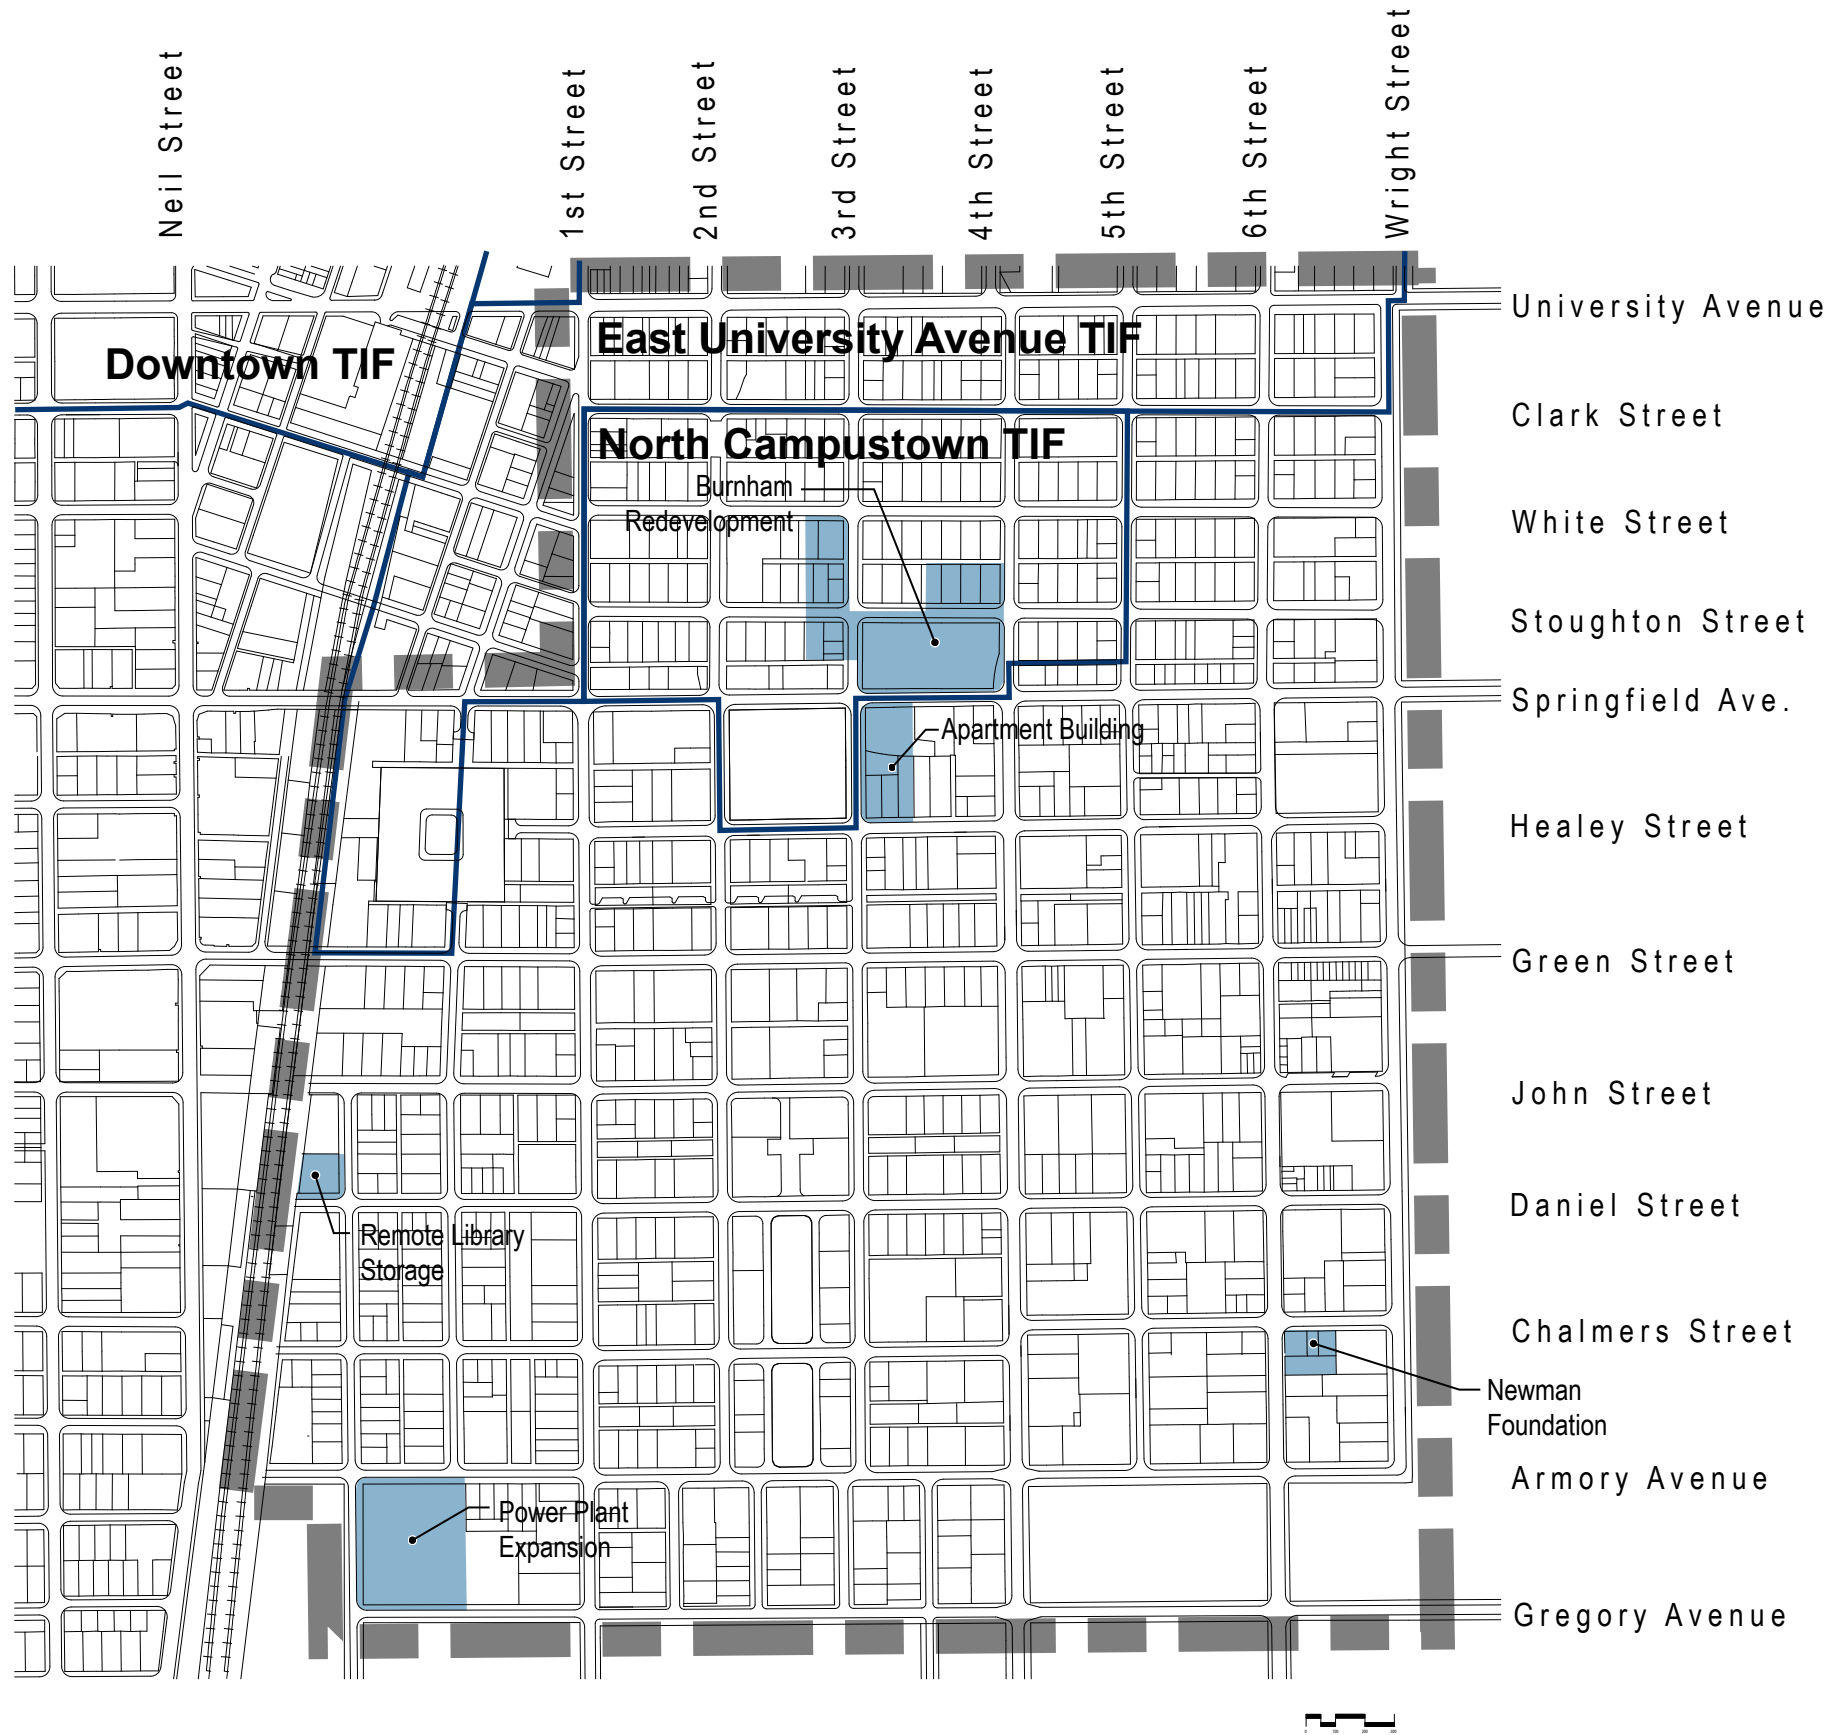 Neil Street
1st Street
2nd Street
3rd Street
4th Street
5th Street
6th Street
Wright Street
University Avenue
East University Avenue TIF
Downtown TIF
Clark Street
North Campustown TIF
Burnham
Redevelopment
White Street
Stoughton Street
Springfield Ave.
Apartment Building
Healey Street
Green Street
John Street
Daniel Street
Remote Library
Storage
Chalmers Street
Newman
Foundation
Armory Avenue
Power Plant
Expansion
Gregory Avenue